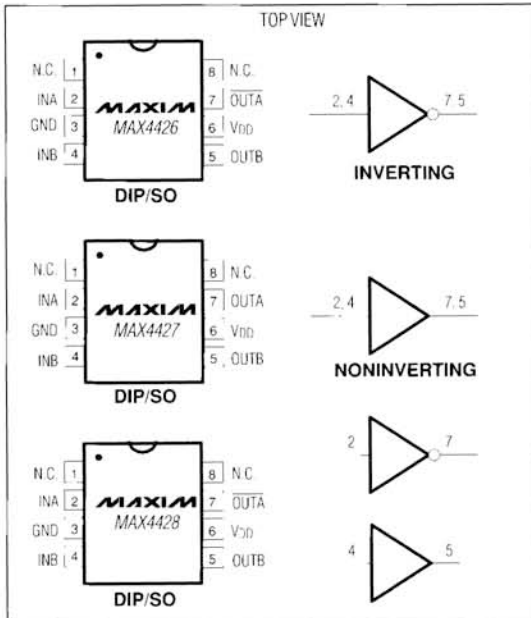 TOP VIEW
N.C. 1
INA 2
GND 3
INB 4
MAXIM
MAX4426
8 N.C.
7 O̅U̅T̅A̅
6 VDD
5 OUTB
DIP/SO
2, 4
7, 5
INVERTING
N.C. 1
INA 2
GND 3
INB 4
MAXIM
MAX4427
8 N.C.
7 OUTA
6 VDD
5 OUTB
DIP/SO
2, 4
7, 5
NONINVERTING
N.C. 1
INA 2
GND 3
INB 4
MAXIM
MAX4428
8 N.C
7 O̅U̅T̅A̅
6 VDD
5 OUTB
DIP/SO
2
7
4
5